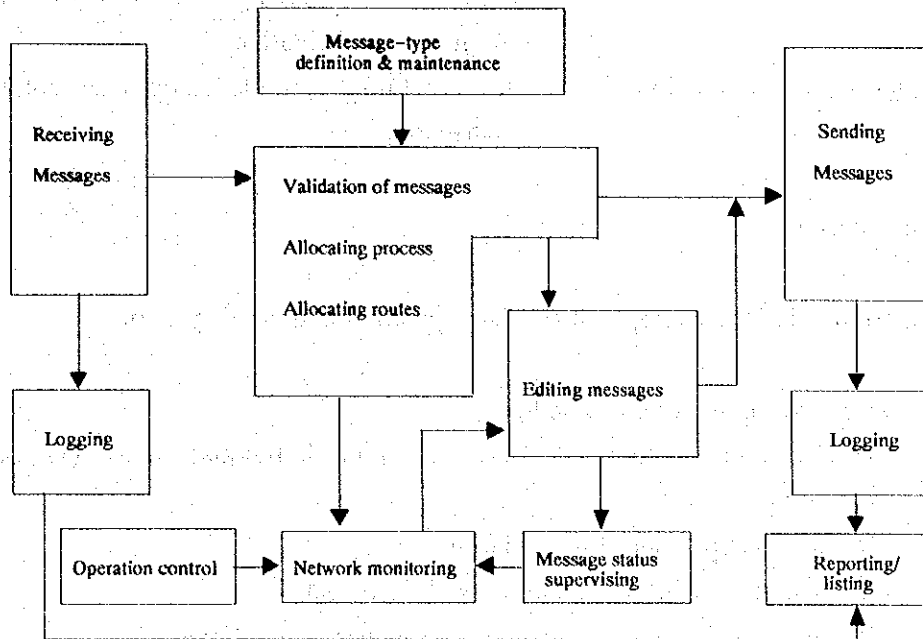 Message-type
definition & maintenance
Receiving
Messages
Sending
Messages
Validation of messages
Allocating process
Allocating routes
Editing messages
Logging
Logging
Operation control
Network monitoring
Message status
supervising
Reporting/
listing